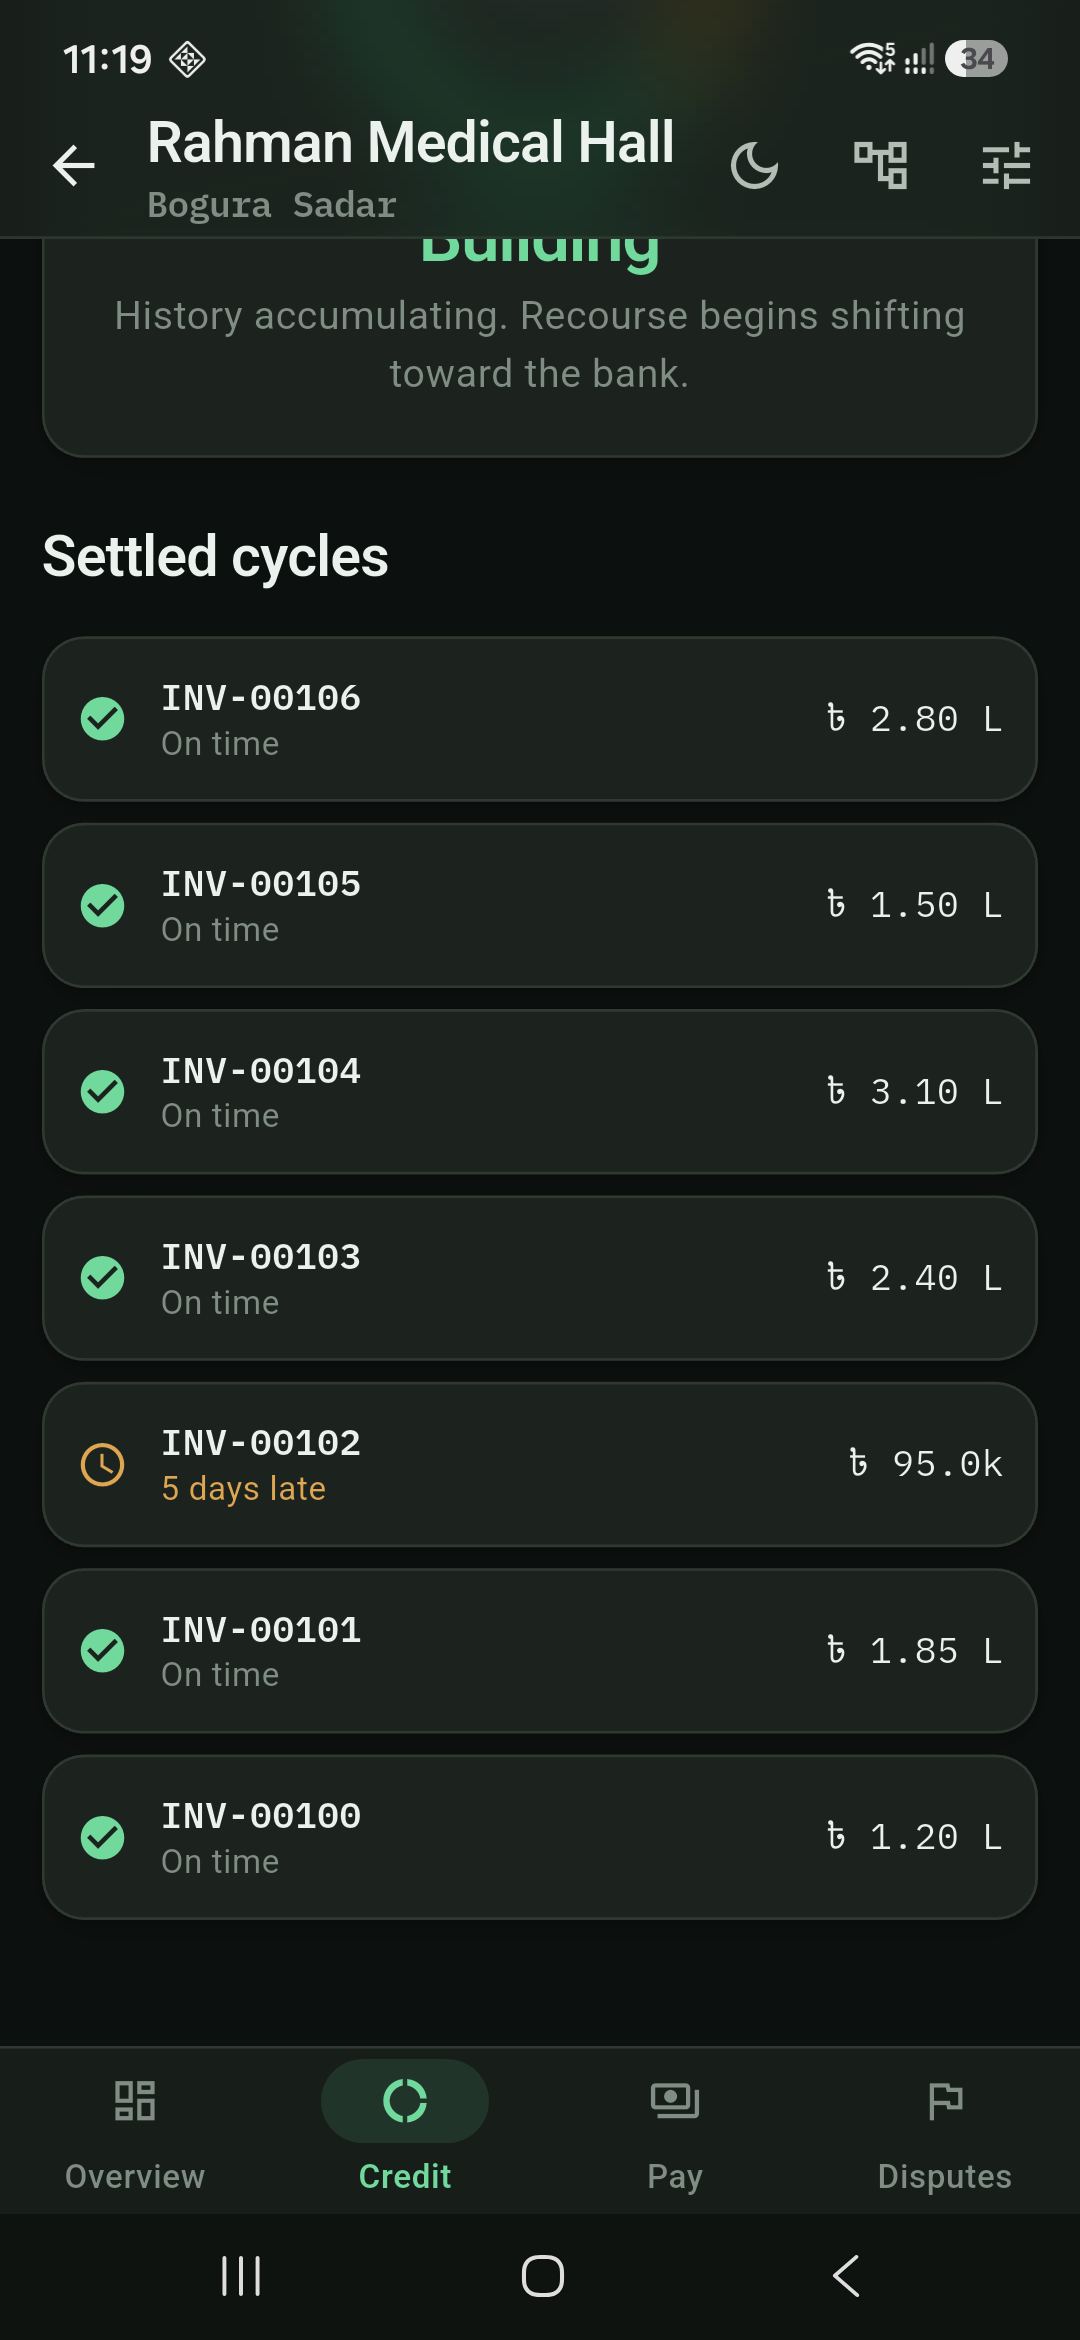 11:19
5
34
Rahman Medical Hall
Bogura Sadar
Building
History accumulating. Recourse begins shifting
toward the bank.
Settled cycles
INV-00106
On time
৳ 2.80 L
INV-00105
On time
৳ 1.50 L
INV-00104
On time
৳ 3.10 L
INV-00103
On time
৳ 2.40 L
INV-00102
5 days late
৳ 95.0k
INV-00101
On time
৳ 1.85 L
INV-00100
On time
৳ 1.20 L
Overview
Credit
Pay
Disputes